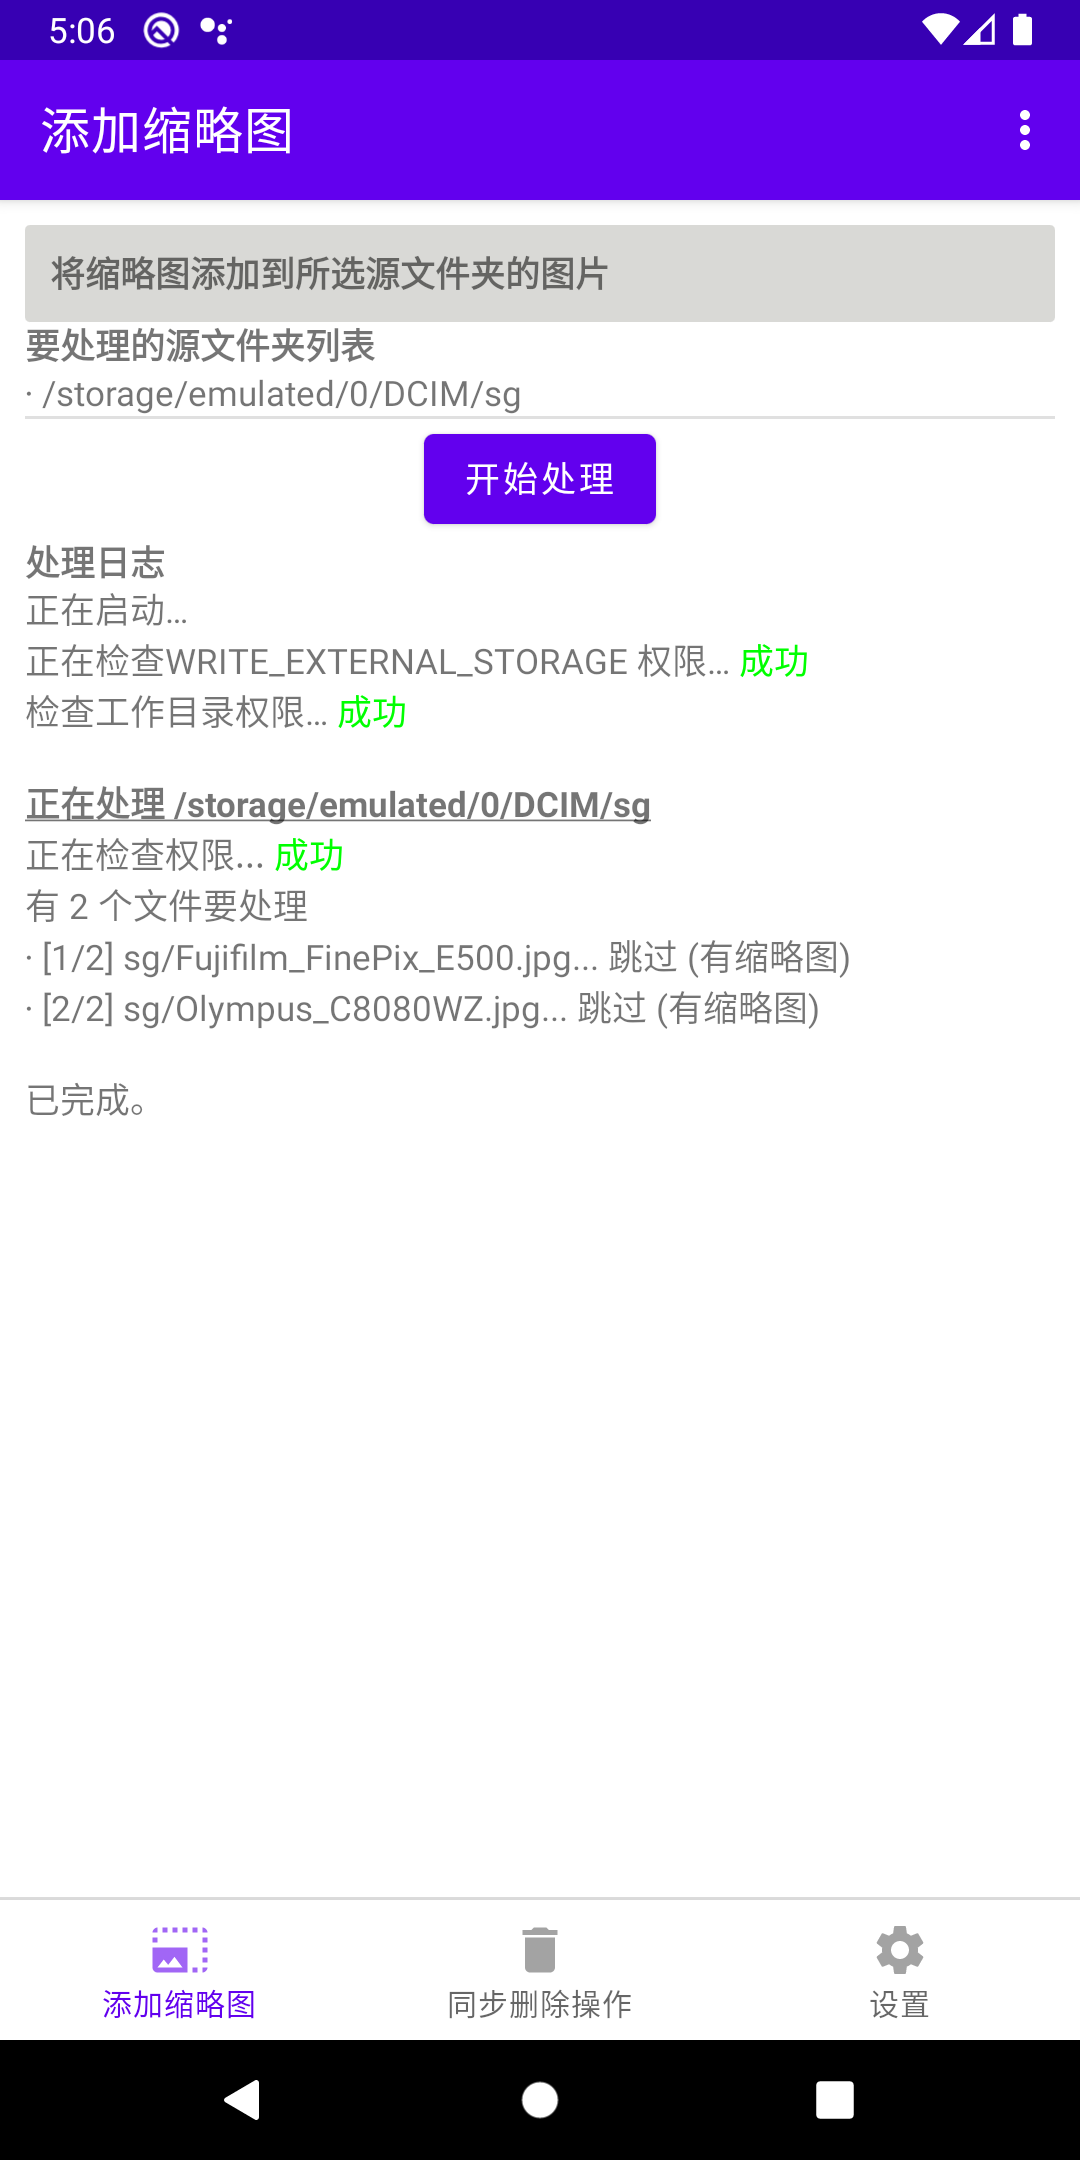 5:06
添加缩略图
将缩略图添加到所选源文件夹的图片
要处理的源文件夹列表
· /storage/emulated/0/DCIM/sg
开始处理
处理日志
正在启动…
正在检查WRITE_EXTERNAL_STORAGE 权限… 成功
检查工作目录权限… 成功
正在处理 /storage/emulated/0/DCIM/sg
正在检查权限... 成功
有 2 个文件要处理
· [1/2] sg/Fujifilm_FinePix_E500.jpg... 跳过 (有缩略图)
· [2/2] sg/Olympus_C8080WZ.jpg... 跳过 (有缩略图)
已完成。
添加缩略图
同步删除操作
设置